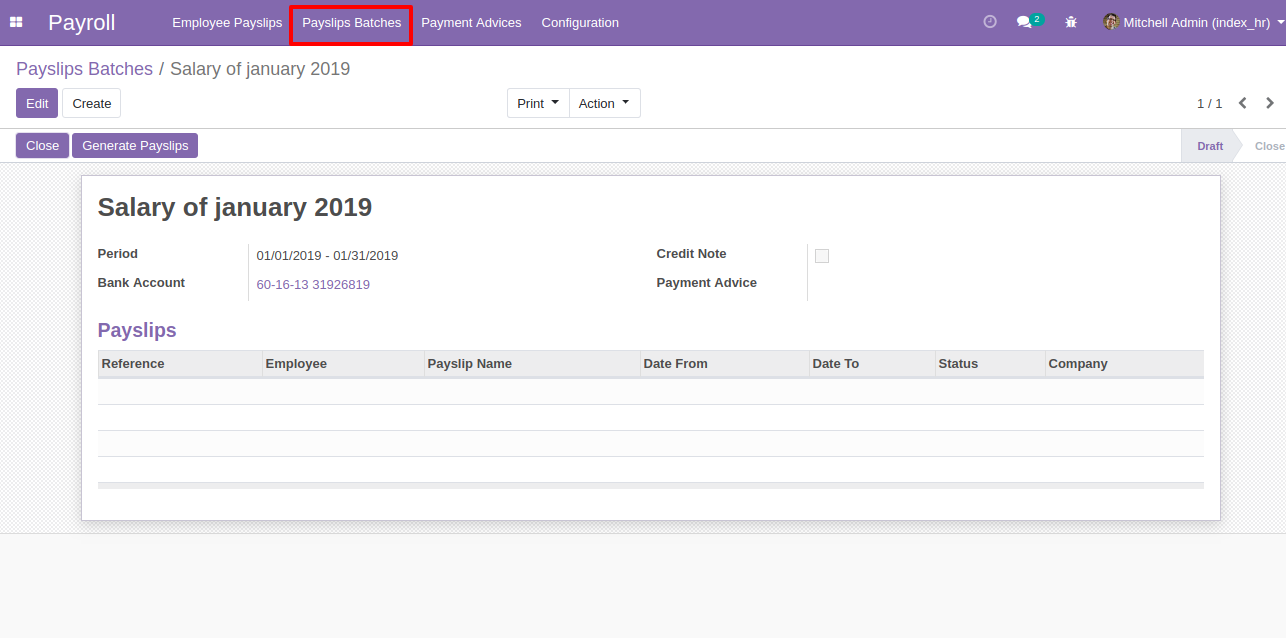 Payroll Employee Payslips Payslips Batches Payment Advices Configuration 2 Mitchell Admin (index_hr)
Payslips Batches / Salary of january 2019
Edit Create Print Action 1 / 1
Close Generate Payslips Draft Close
Salary of january 2019
Period 01/01/2019 - 01/31/2019 Credit Note
Bank Account 60-16-13 31926819 Payment Advice
Payslips
Reference Employee Payslip Name Date From Date To Status Company